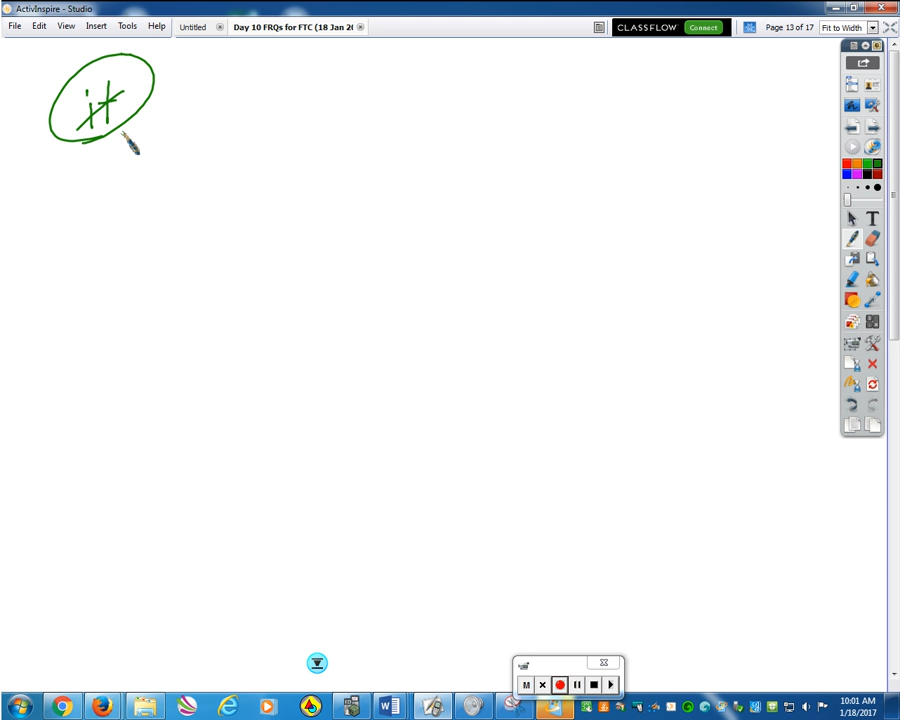 ActivInspire - Studio
File Edit View Insert Tools Help Untitled Day 10 FRQs for FTC (18 Jan 20 CLASSFLOW Connect Page 13 of 17 Fit to Width
it
T
M
10:01 AM
1/18/2017